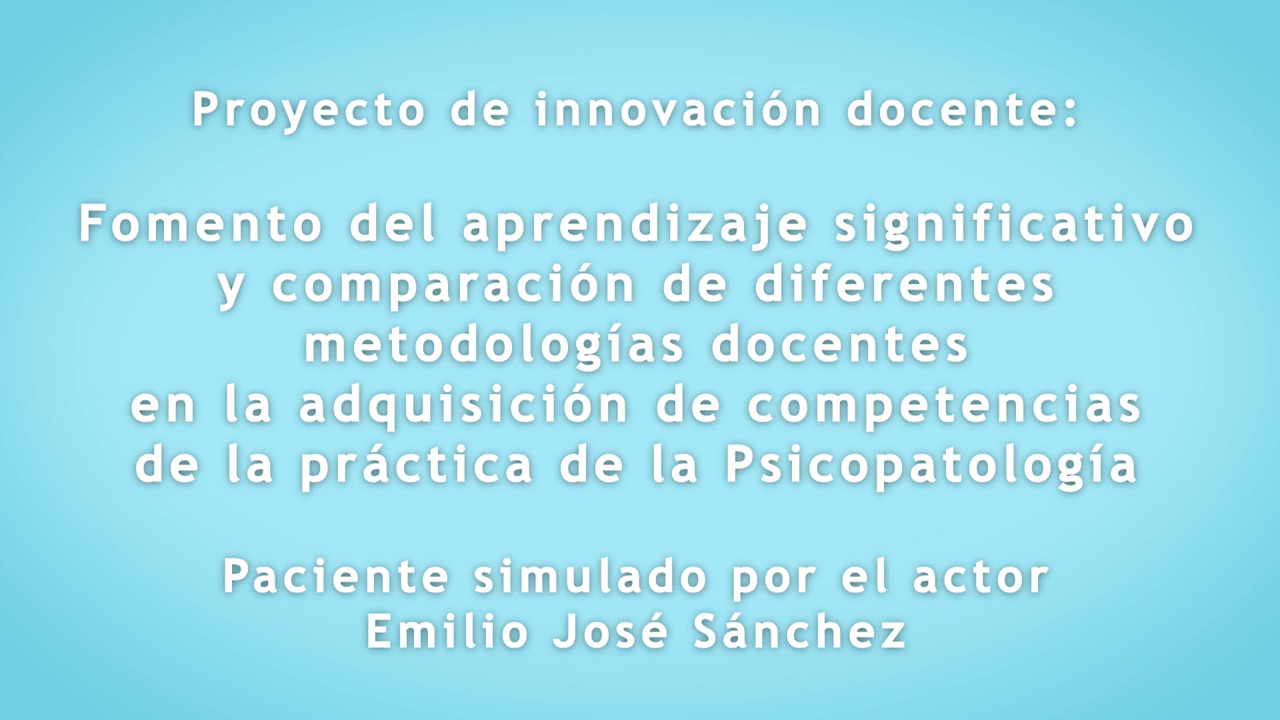 Proyecto de innovación docente:
Fomento del aprendizaje significativo
y comparación de diferentes
metodologías docentes
en la adquisición de competencias
de la práctica de la Psicopatología
Paciente simulado por el actor
Emilio José Sánchez